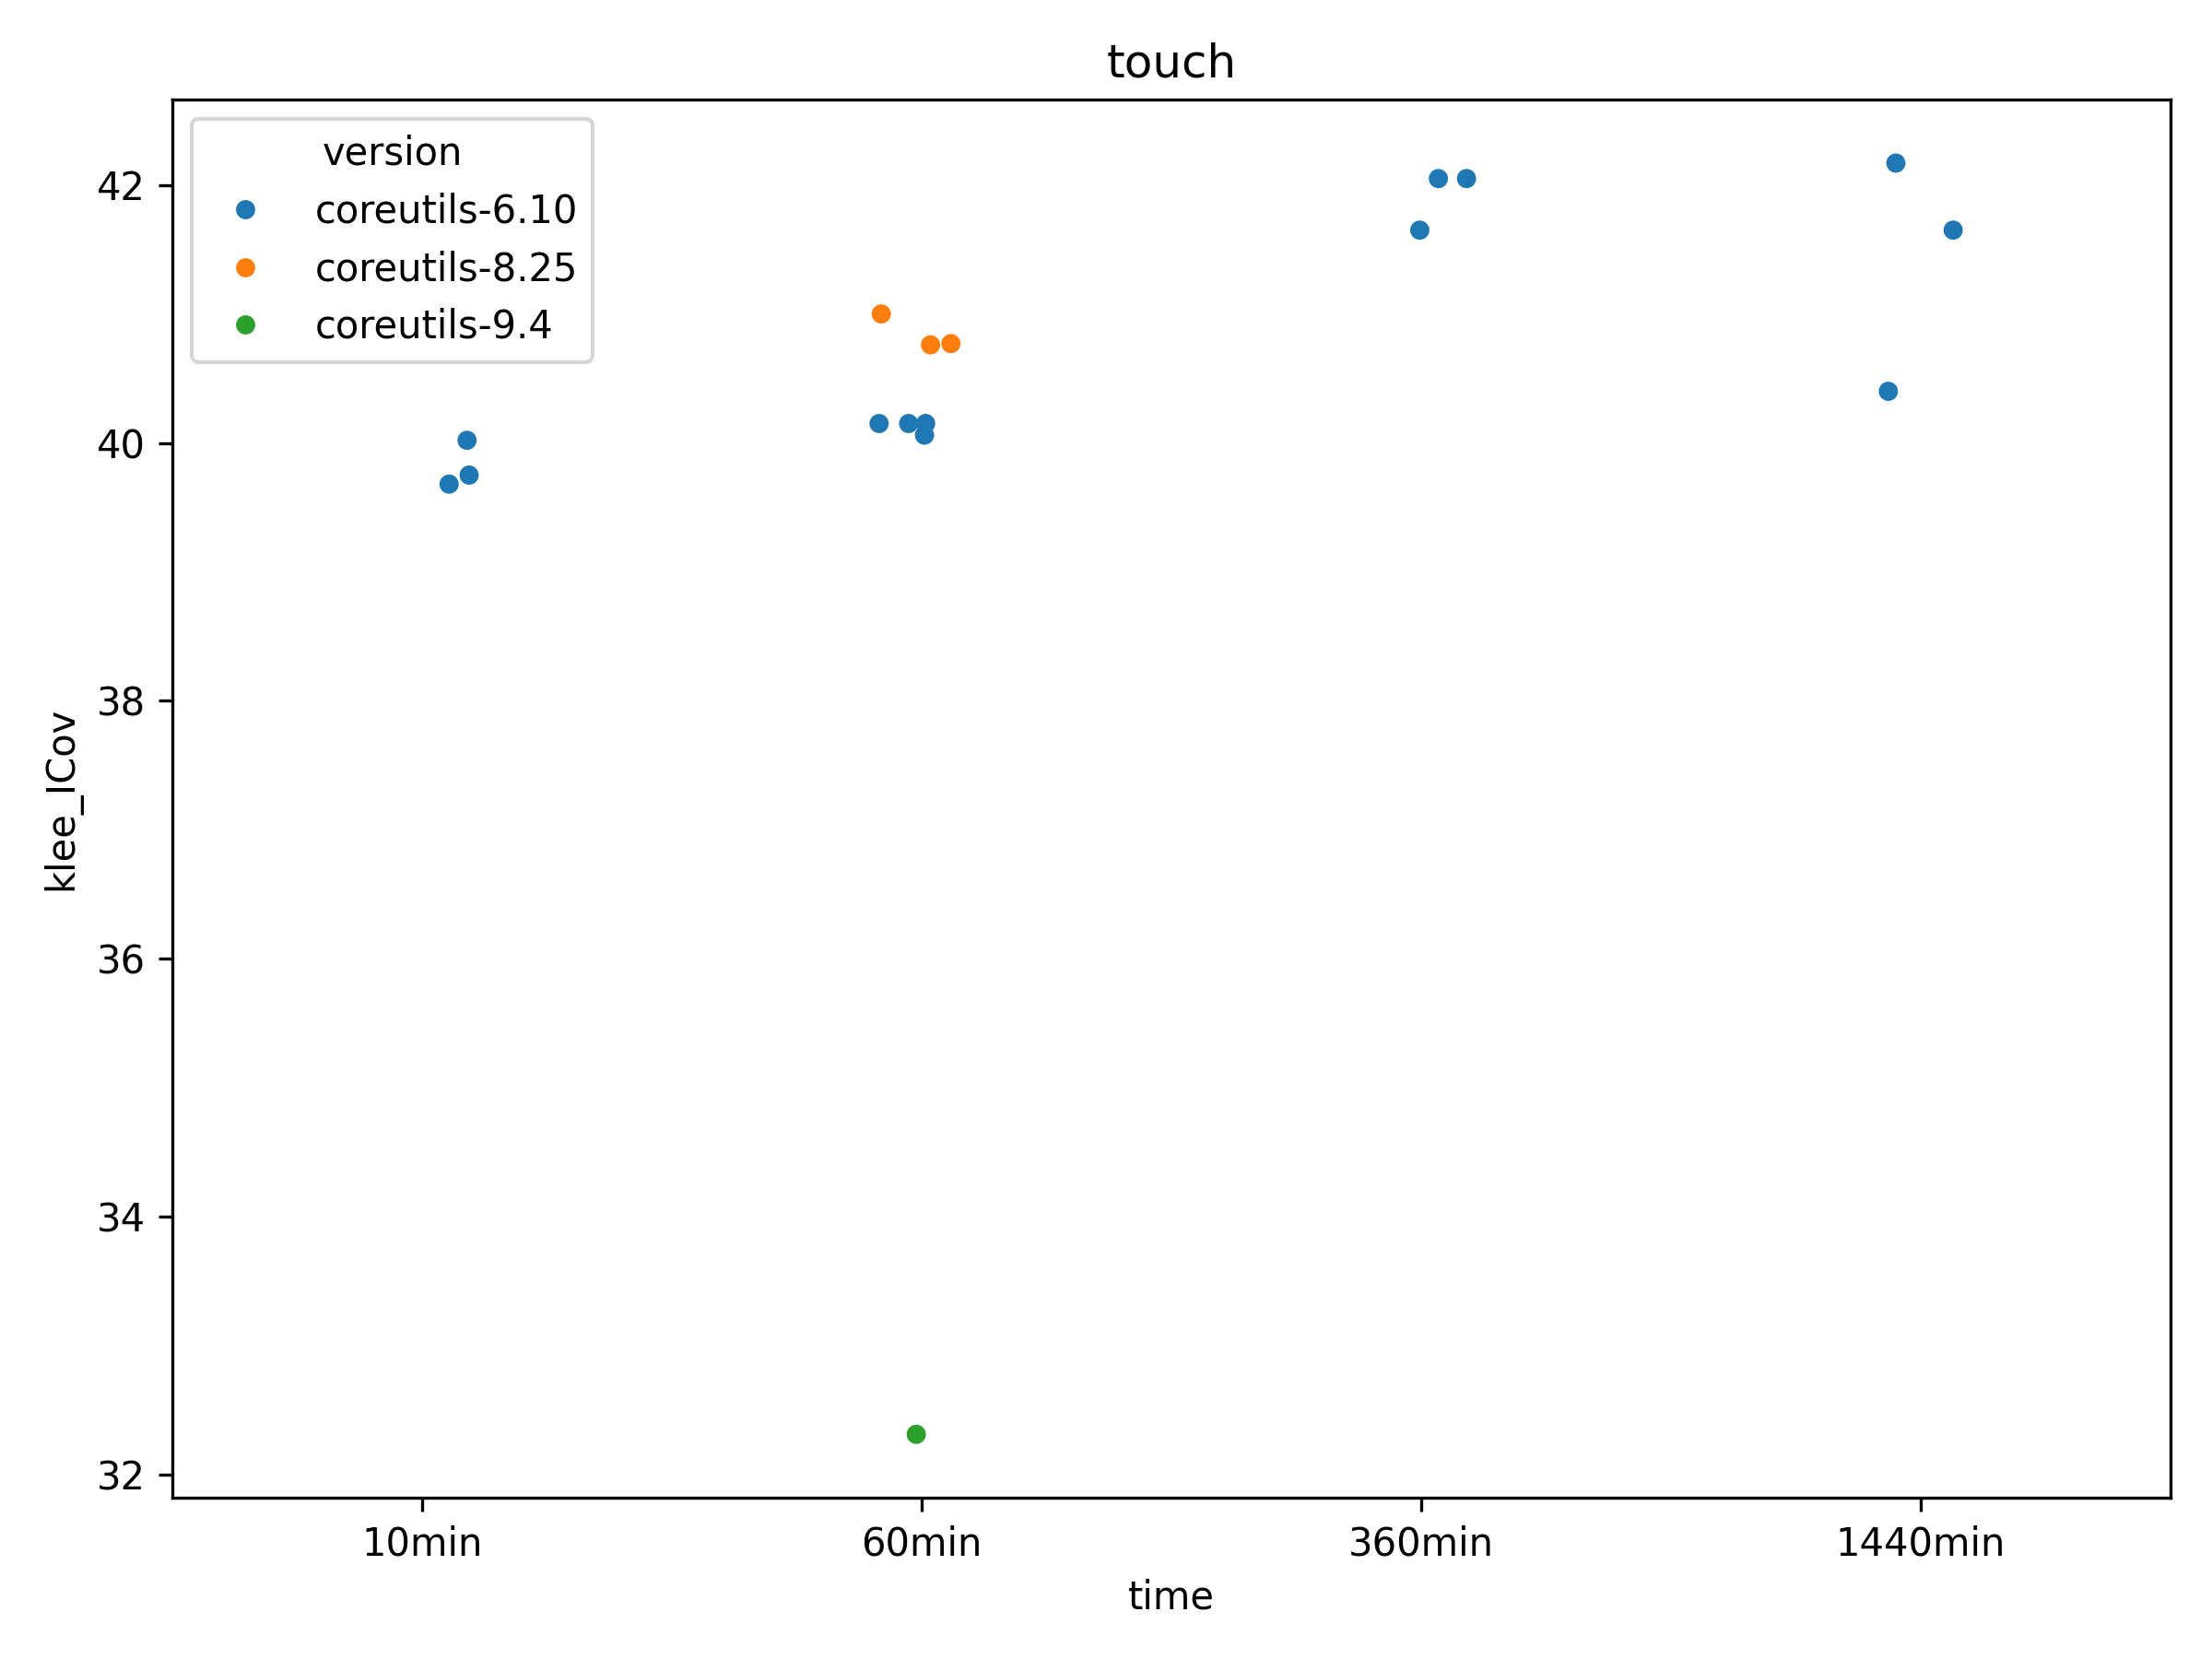 touch
version
coreutils-6.10
coreutils-8.25
coreutils-9.4
42
40
38
36
34
32
klee_ICov
10min
60min
360min
1440min
time